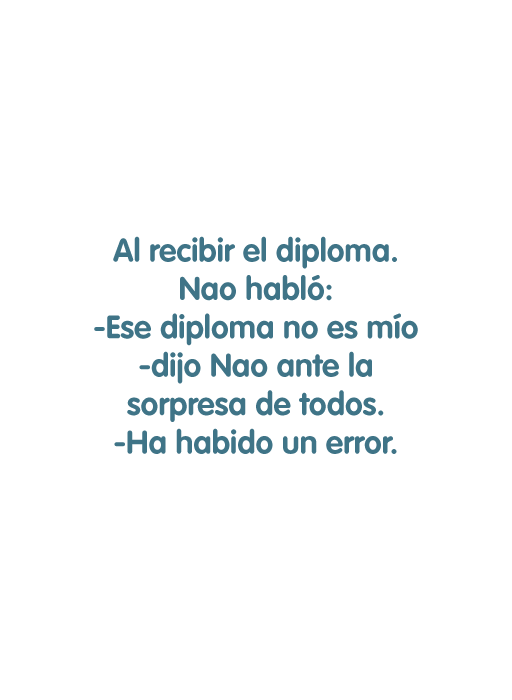 Al recibir el diploma.
Nao habló:
-Ese diploma no es mío
-dijo Nao ante la
sorpresa de todos.
-Ha habido un error.